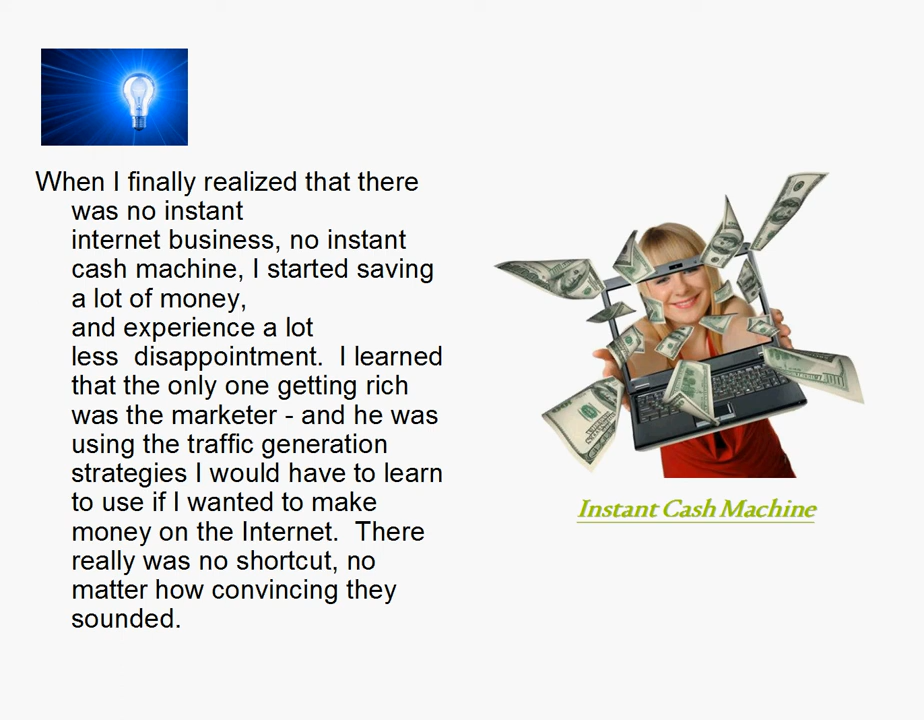 When I finally realized that there
was no instant
internet business, no instant
cash machine, I started saving
a lot of money,
and experience a lot
less  disappointment.  I learned
that the only one getting rich
was the marketer - and he was
using the traffic generation
strategies I would have to learn
to use if I wanted to make
money on the Internet.  There
really was no shortcut, no
matter how convincing they
sounded.
Instant Cash Machine